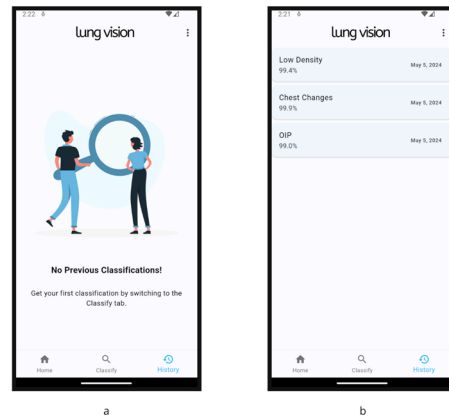 2:22
lung vision
No Previous Classifications!
Get your first classification by switching to the
Classify tab.
Home
Classify
History
a
2:21
lung vision
Low Density
99.4%
May 5, 2024
Chest Changes
99.9%
May 5, 2024
OIP
99.0%
May 5, 2024
Home
Classify
History
b